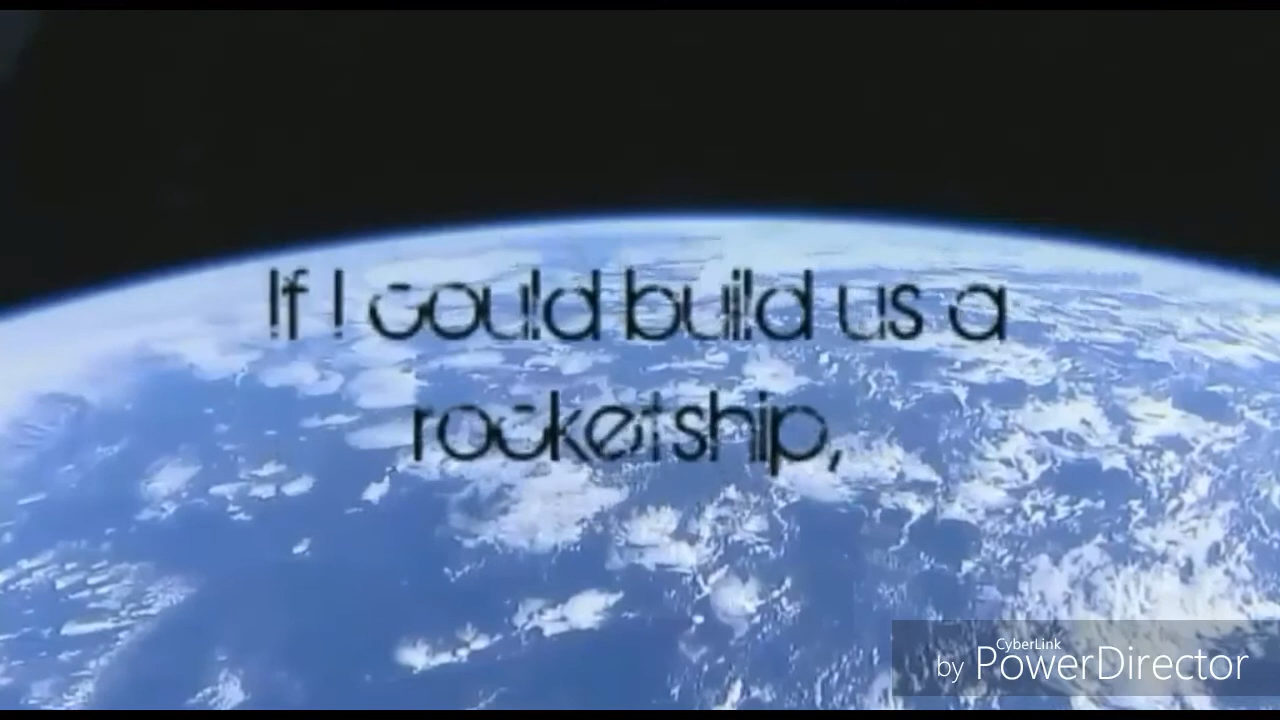 If I could build us a
rocketship,
CyberLink
by PowerDirector